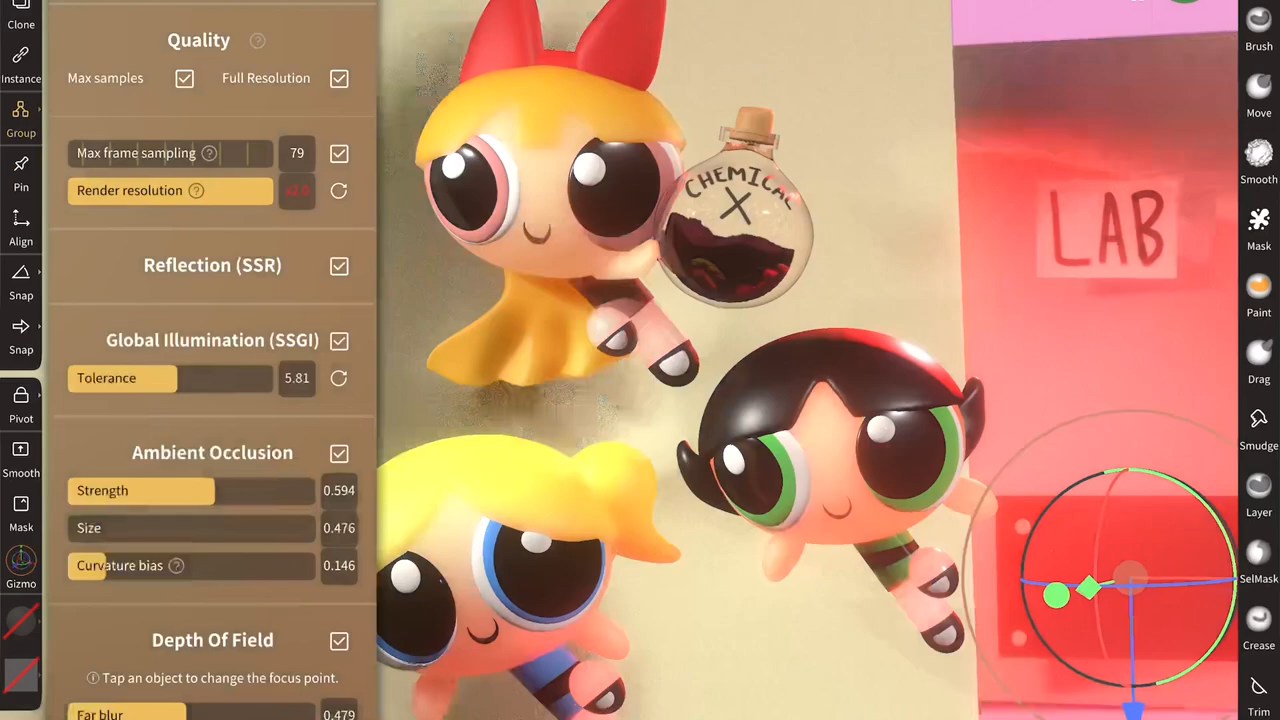 Clone
Instance
Group
Pin
Align
Snap
Snap
Pivot
Smooth
Mask
Gizmo
Quality ?
Max samples Full Resolution
Max frame sampling ? 79
Render resolution ? x2.0
Reflection (SSR)
Global Illumination (SSGI)
Tolerance 5.81
Ambient Occlusion
Strength 0.594
Size 0.476
Curvature bias ? 0.146
Depth Of Field
Tap an object to change the focus point.
Far blur 0.479
CHEMICAL
X
LAB
Brush
Move
Smooth
Mask
Paint
Drag
Smudge
Layer
SelMask
Crease
Trim